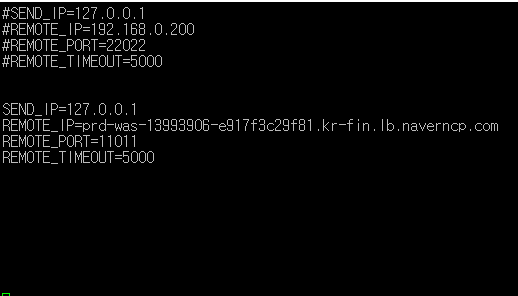 #SEND_IP=127.0.0.1
#REMOTE_IP=192.168.0.200
#REMOTE_PORT=22022
#REMOTE_TIMEOUT=5000
SEND_IP=127.0.0.1
REMOTE_IP=prd-was-13993906-e917f3c29f81.kr-fin.lb.naverncp.com
REMOTE_PORT=11011
REMOTE_TIMEOUT=5000